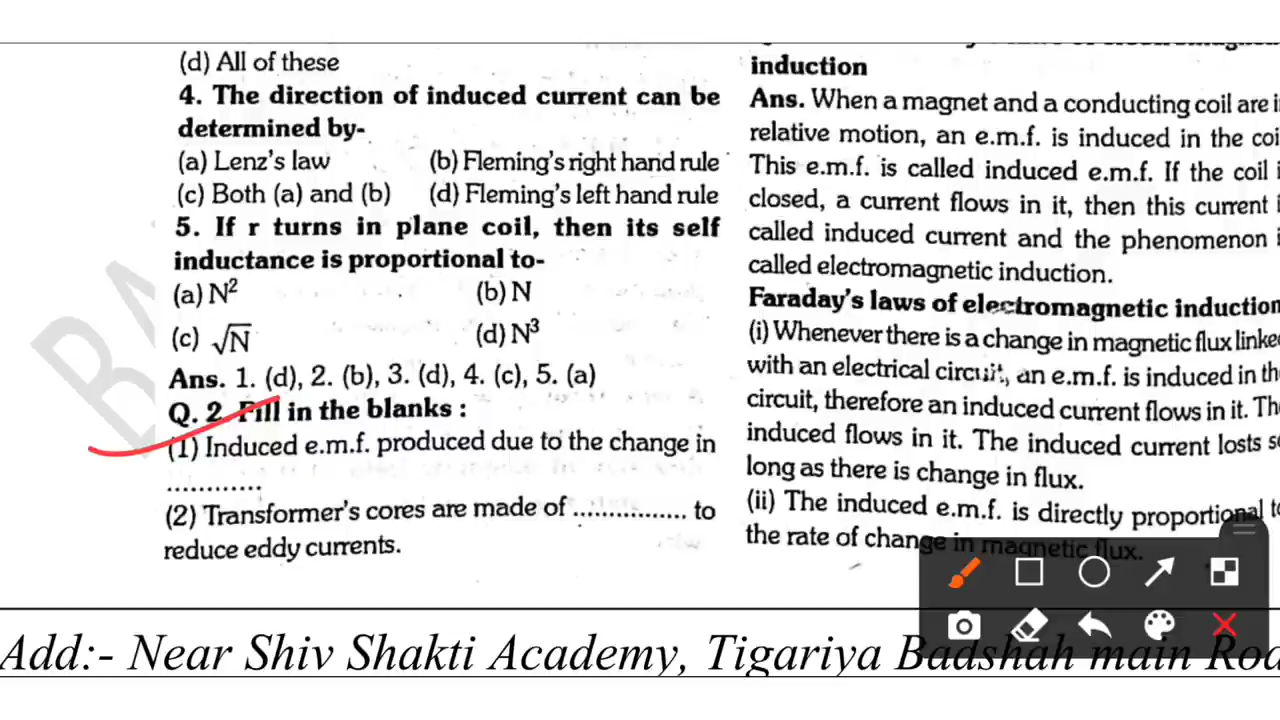 (d) All of these
4. The direction of induced current can be
determined by-
(a) Lenz's law (b) Fleming's right hand rule
(c) Both (a) and (b) (d) Fleming's left hand rule
5. If r turns in plane coil, then its self
inductance is proportional to-
(a) N² (b) N
(c) √N (d) N³
Ans. 1. (d), 2. (b), 3. (d), 4. (c), 5. (a)
Q. 2. Fill in the blanks :
(1) Induced e.m.f. produced due to the change in
............
(2) Transformer's cores are made of ................ to
reduce eddy currents.
induction
Ans. When a magnet and a conducting coil are
relative motion, an e.m.f. is induced in the
This e.m.f. is called induced e.m.f. If the coil
closed, a current flows in it, then this current
called induced current and the phenomenon
called electromagnetic induction.
Faraday's laws of electromagnetic induction
(i) Whenever there is a change in magnetic flux linked
with an electrical circuit, an e.m.f. is induced in the
circuit, therefore an induced current flows in it. The
induced flows in it. The induced current losts so
long as there is change in flux.
(ii) The induced e.m.f. is directly proportional to
the rate of change in magnetic flux.
Add:- Near Shiv Shakti Academy, Tigariya Badshah main